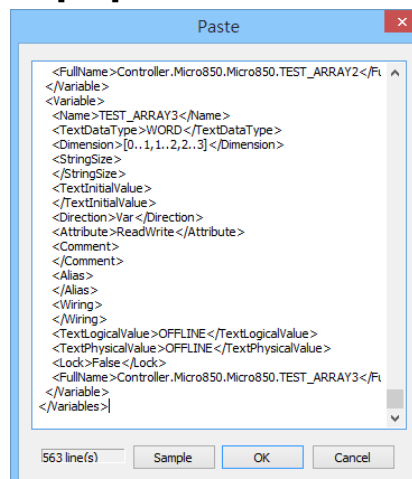 Paste
<FullName>Controller.Micro850.Micro850.TEST_ARRAY2</Fu
</Variable>
<Variable>
<Name>TEST_ARRAY3</Name>
<TextDataType>WORD</TextDataType>
<Dimension>[0..1,1..2,2..3]</Dimension>
<StringSize>
</StringSize>
<TextInitialValue>
</TextInitialValue>
<Direction>Var</Direction>
<Attribute>ReadWrite</Attribute>
<Comment>
</Comment>
<Alias>
</Alias>
<Wiring>
</Wiring>
<TextLogicalValue>OFFLINE</TextLogicalValue>
<TextPhysicalValue>OFFLINE</TextPhysicalValue>
<Lock>False</Lock>
<FullName>Controller.Micro850.Micro850.TEST_ARRAY3</Fu
</Variable>
</Variables>
563 line(s) Sample OK Cancel